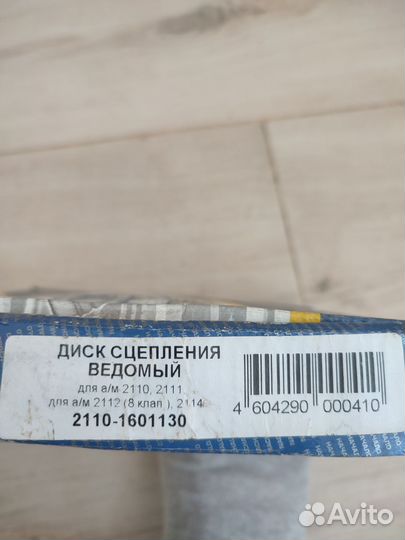 ДИСК СЦЕПЛЕНИЯ
ВЕДОМЫЙ
для а/м 2110, 2111,
для а/м 2112 (8 клап.), 2114
2110-1601130
4 604290 000410
Avito